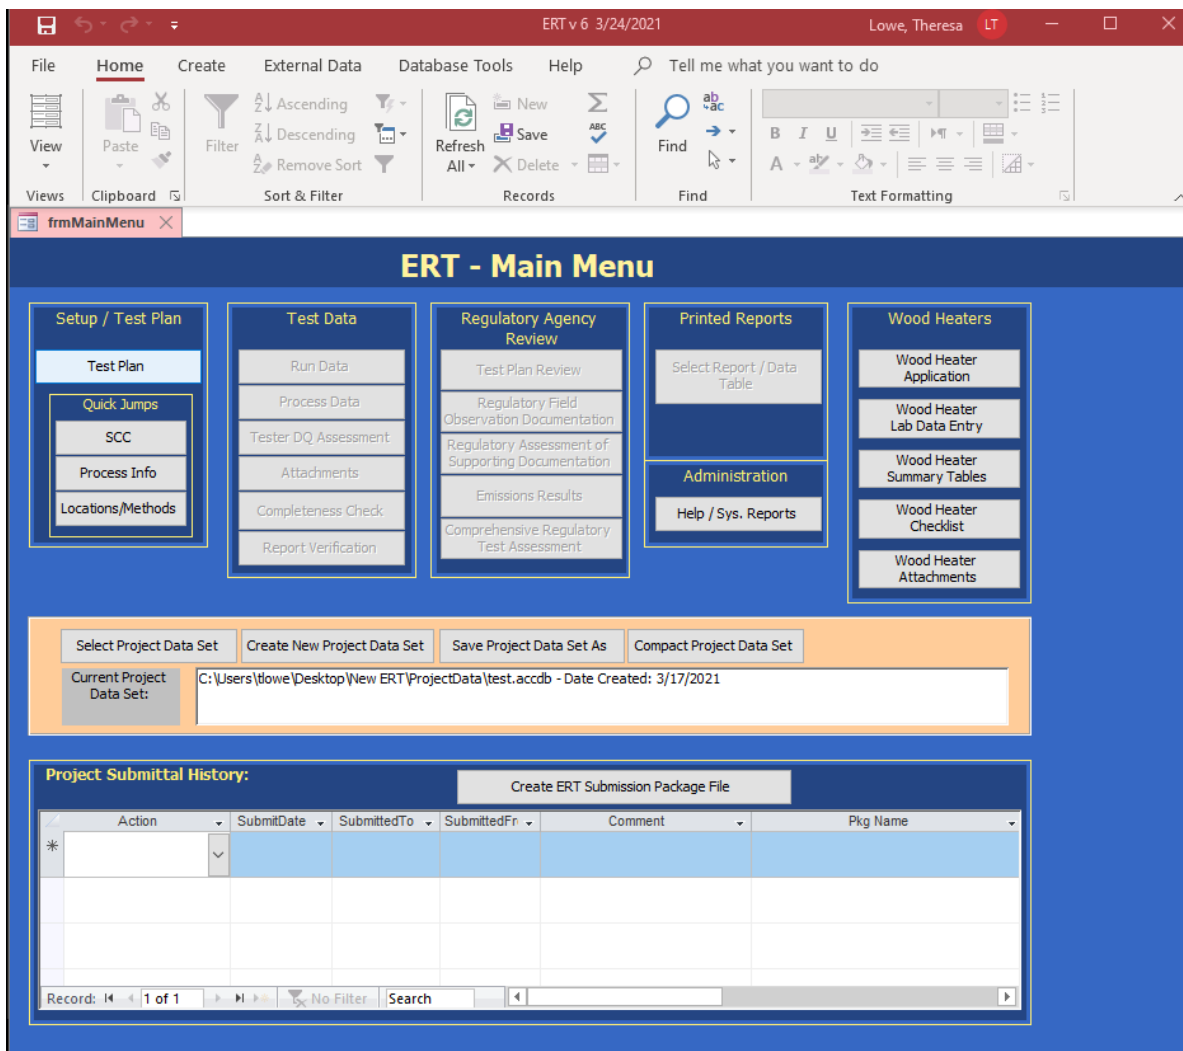 ERT v 6 3/24/2021
Lowe, Theresa LT
File Home Create External Data Database Tools Help Tell me what you want to do
View
Views
Paste
Clipboard
Filter
Ascending
Descending
Remove Sort
Sort & Filter
Refresh
All
New
Save
Delete
ABC
Records
Find
ab
ac
Find
B I U
A ab
Text Formatting
frmMainMenu
ERT - Main Menu
Setup / Test Plan
Test Plan
Quick Jumps
SCC
Process Info
Locations/Methods
Test Data
Run Data
Process Data
Tester DQ Assessment
Attachments
Completeness Check
Report Verification
Regulatory Agency
Review
Test Plan Review
Regulatory Field
Observation Documentation
Regulatory Assessment of
Supporting Documentation
Emissions Results
Comprehensive Regulatory
Test Assessment
Printed Reports
Select Report / Data
Table
Administration
Help / Sys. Reports
Wood Heaters
Wood Heater
Application
Wood Heater
Lab Data Entry
Wood Heater
Summary Tables
Wood Heater
Checklist
Wood Heater
Attachments
Select Project Data Set Create New Project Data Set Save Project Data Set As Compact Project Data Set
Current Project
Data Set:
C:\Users\tlowe\Desktop\New ERT\ProjectData\test.accdb - Date Created: 3/17/2021
Project Submittal History:
Create ERT Submission Package File
Action SubmitDate SubmittedTo SubmittedFr Comment Pkg Name
Record: 1 of 1 No Filter Search